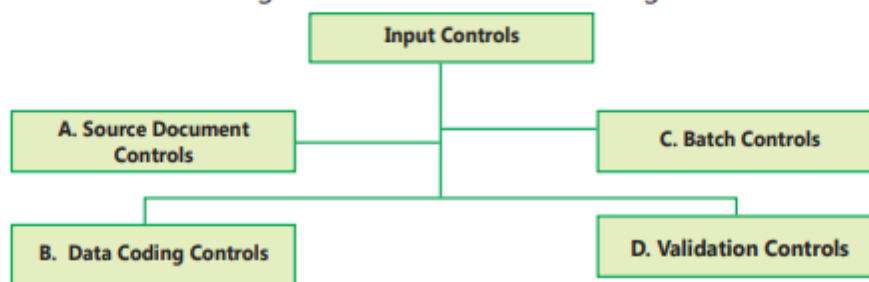 Input Controls
A. Source Document
Controls
C. Batch Controls
B. Data Coding Controls
D. Validation Controls